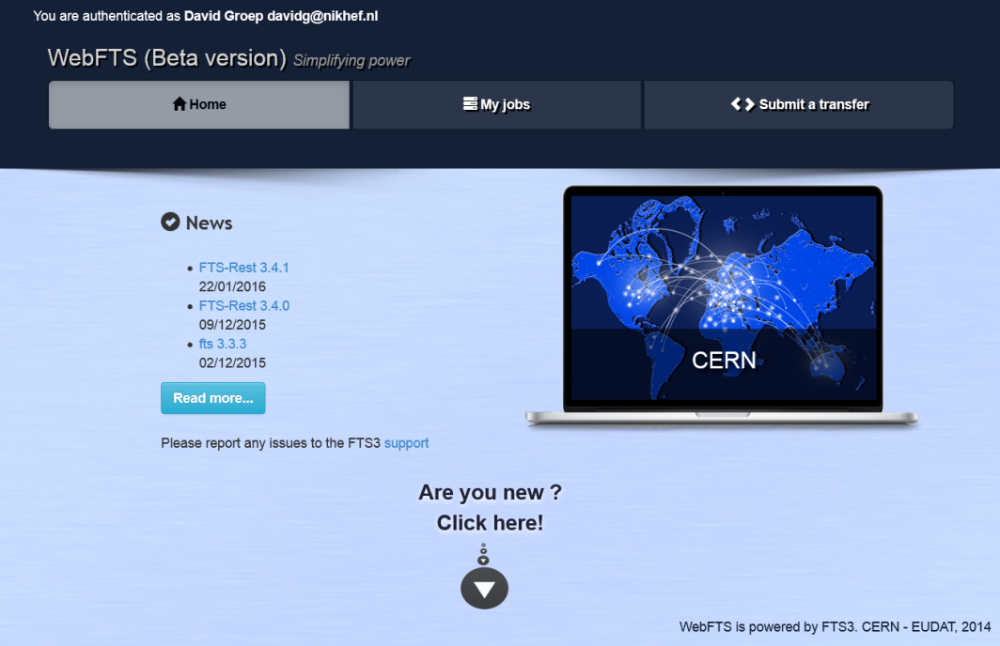 You are authenticated as David Groep davidg@nikhef.nl
WebFTS (Beta version) Simplifying power
Home
My jobs
Submit a transfer
News
FTS-Rest 3.4.1
22/01/2016
FTS-Rest 3.4.0
09/12/2015
fts 3.3.3
02/12/2015
Read more...
Please report any issues to the FTS3 support
CERN
Are you new ?
Click here!
WebFTS is powered by FTS3. CERN - EUDAT, 2014